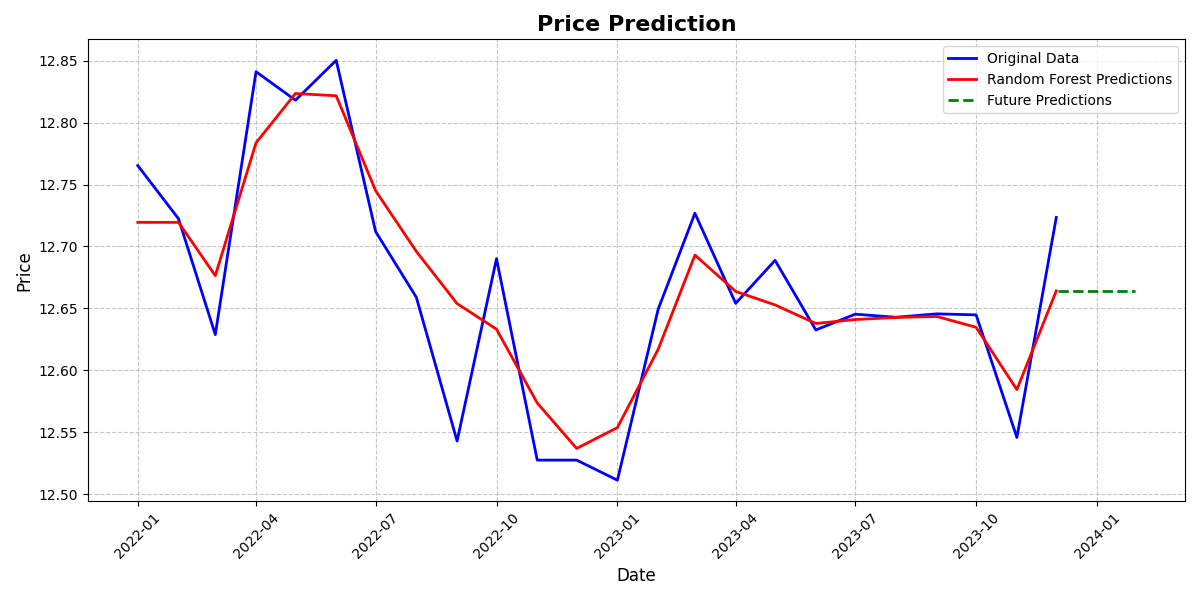 Price Prediction
Original Data
Random Forest Predictions
Future Predictions
Price
12.85
12.80
12.75
12.70
12.65
12.60
12.55
12.50
2022-01
2022-04
2022-07
2022-10
2023-01
2023-04
2023-07
2023-10
2024-01
Date